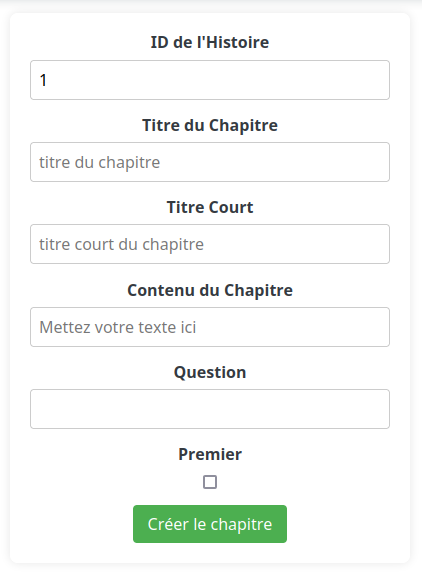 ID de l'Histoire
1
Titre du Chapitre
titre du chapitre
Titre Court
titre court du chapitre
Contenu du Chapitre
Mettez votre texte ici
Question
Premier
Créer le chapitre